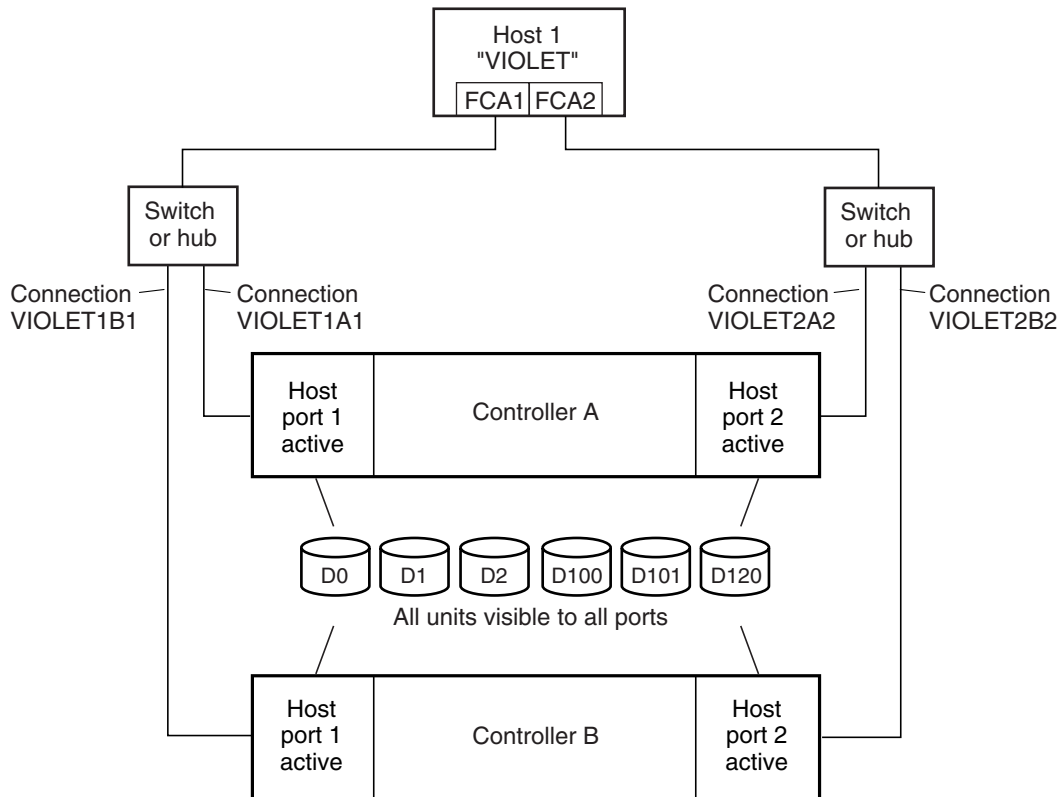 Host 1
"VIOLET"
FCA1 FCA2
Switch
or hub
Switch
or hub
Connection
VIOLET1B1
Connection
VIOLET1A1
Connection
VIOLET2A2
Connection
VIOLET2B2
Host
port 1
active
Controller A
Host
port 2
active
D0 D1 D2 D100 D101 D120
All units visible to all ports
Host
port 1
active
Controller B
Host
port 2
active